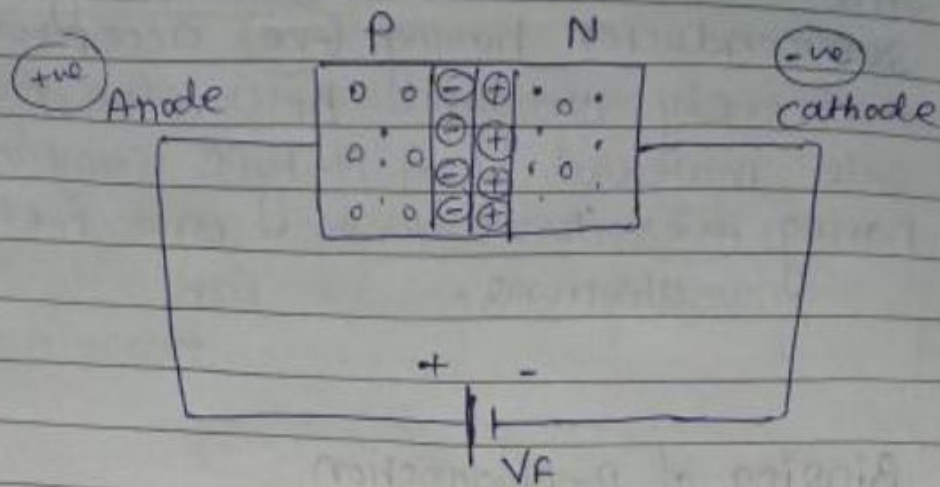 P N
+ve -ve
Anode cathode
⊖ ⊕
⊖ ⊕
⊖ ⊕
⊖ ⊕
+ -
VF